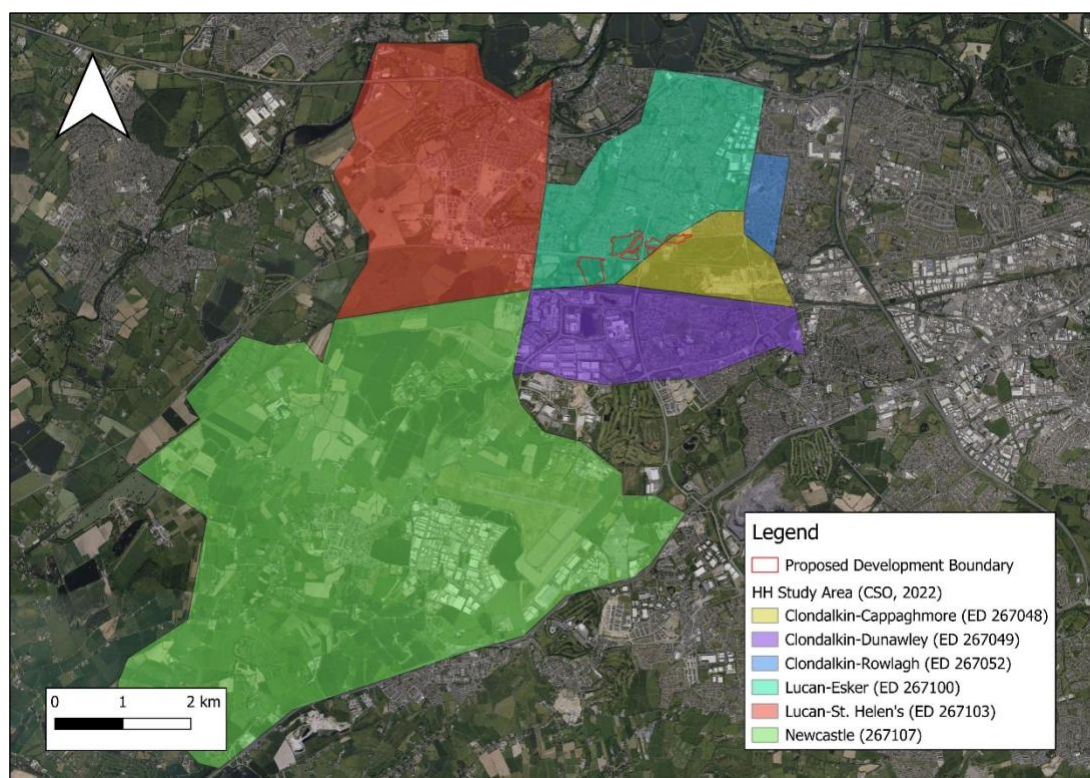 Legend
Proposed Development Boundary
HH Study Area (CSO, 2022)
Clondalkin-Cappaghmore (ED 267048)
Clondalkin-Dunawley (ED 267049)
Clondalkin-Rowlagh (ED 267052)
Lucan-Esker (ED 267100)
Lucan-St. Helen's (ED 267103)
Newcastle (267107)
0 1 2 km